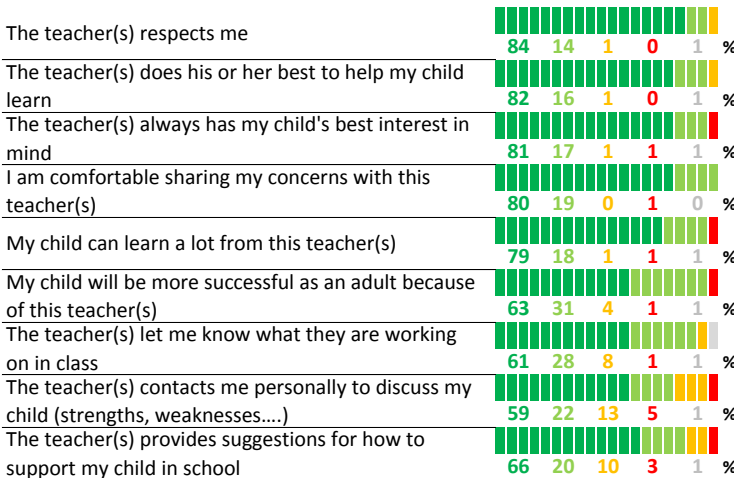 The teacher(s) respects me
84 14 1 0 1 %
The teacher(s) does his or her best to help my child
learn
82 16 1 0 1 %
The teacher(s) always has my child's best interest in
mind
81 17 1 1 1 %
I am comfortable sharing my concerns with this
teacher(s)
80 19 0 1 0 %
My child can learn a lot from this teacher(s)
79 18 1 1 1 %
My child will be more successful as an adult because
of this teacher(s)
63 31 4 1 1 %
The teacher(s) let me know what they are working
on in class
61 28 8 1 1 %
The teacher(s) contacts me personally to discuss my
child (strengths, weaknesses....)
59 22 13 5 1 %
The teacher(s) provides suggestions for how to
support my child in school
66 20 10 3 1 %